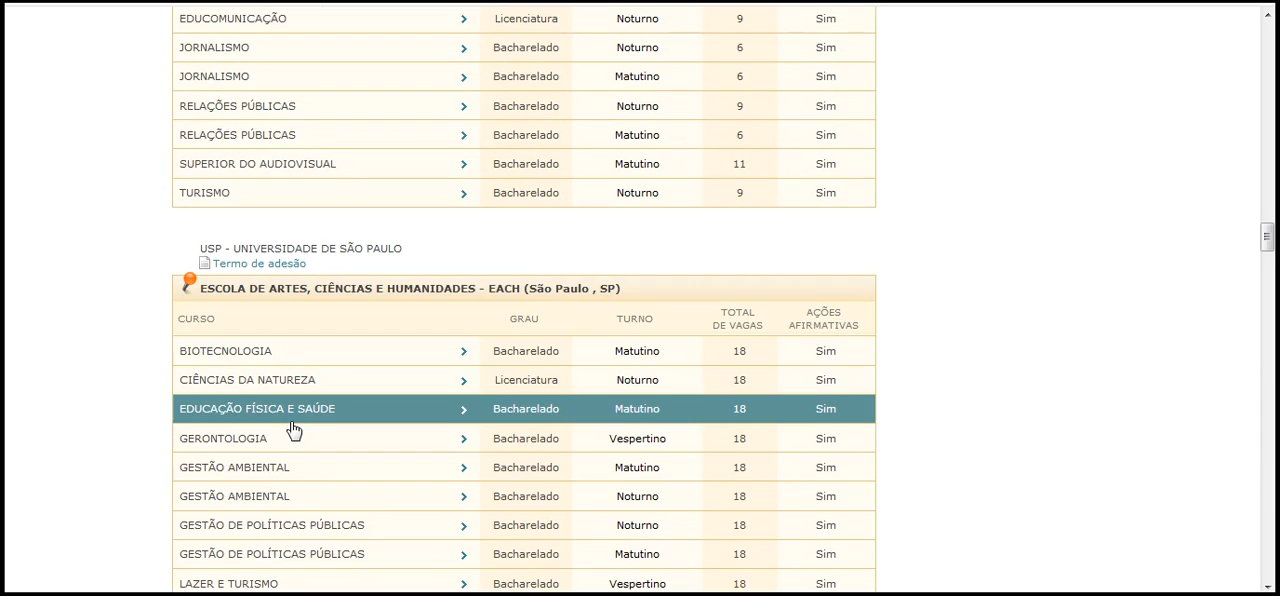 EDUCOMUNICAÇÃO Licenciatura Noturno 9 Sim
JORNALISMO Bacharelado Noturno 6 Sim
JORNALISMO Bacharelado Matutino 6 Sim
RELAÇÕES PÚBLICAS Bacharelado Noturno 9 Sim
RELAÇÕES PÚBLICAS Bacharelado Matutino 6 Sim
SUPERIOR DO AUDIOVISUAL Bacharelado Matutino 11 Sim
TURISMO Bacharelado Noturno 9 Sim
USP - UNIVERSIDADE DE SÃO PAULO
Termo de adesão
ESCOLA DE ARTES, CIÊNCIAS E HUMANIDADES - EACH (São Paulo , SP)
CURSO GRAU TURNO TOTAL DE VAGAS AÇÕES AFIRMATIVAS
BIOTECNOLOGIA Bacharelado Matutino 18 Sim
CIÊNCIAS DA NATUREZA Licenciatura Noturno 18 Sim
EDUCAÇÃO FÍSICA E SAÚDE Bacharelado Matutino 18 Sim
GERONTOLOGIA Bacharelado Vespertino 18 Sim
GESTÃO AMBIENTAL Bacharelado Matutino 18 Sim
GESTÃO AMBIENTAL Bacharelado Noturno 18 Sim
GESTÃO DE POLÍTICAS PÚBLICAS Bacharelado Noturno 18 Sim
GESTÃO DE POLÍTICAS PÚBLICAS Bacharelado Matutino 18 Sim
LAZER E TURISMO Bacharelado Vespertino 18 Sim